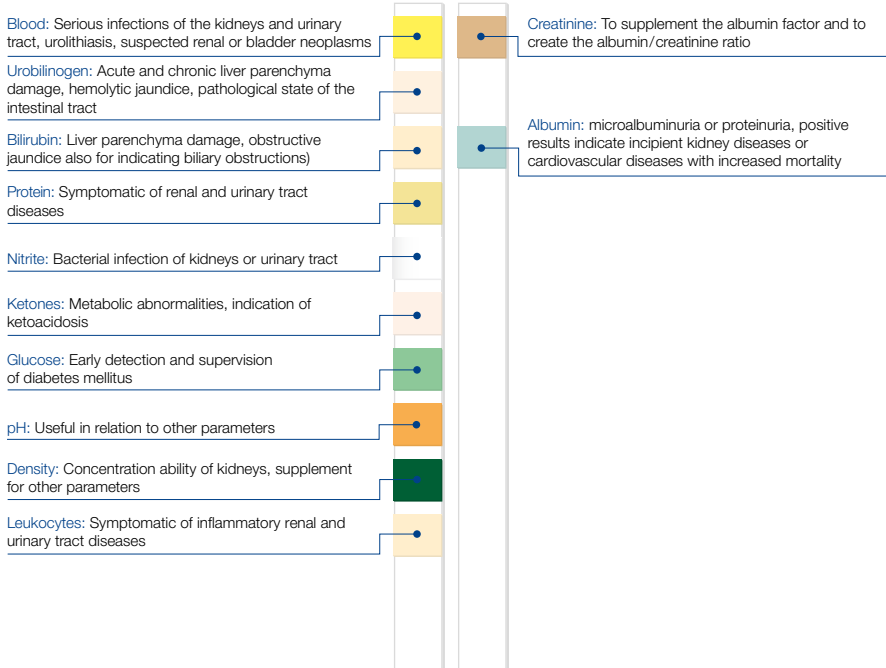 Blood: Serious infections of the kidneys and urinary
tract, urolithiasis, suspected renal or bladder neoplasms
Urobilinogen: Acute and chronic liver parenchyma
damage, hemolytic jaundice, pathological state of the
intestinal tract
Bilirubin: Liver parenchyma damage, obstructive
jaundice also for indicating biliary obstructions)
Protein: Symptomatic of renal and urinary tract
diseases
Nitrite: Bacterial infection of kidneys or urinary tract
Ketones: Metabolic abnormalities, indication of
ketoacidosis
Glucose: Early detection and supervision
of diabetes mellitus
pH: Useful in relation to other parameters
Density: Concentration ability of kidneys, supplement
for other parameters
Leukocytes: Symptomatic of inflammatory renal and
urinary tract diseases
Creatinine: To supplement the albumin factor and to
create the albumin/creatinine ratio
Albumin: microalbuminuria or proteinuria, positive
results indicate incipient kidney diseases or
cardiovascular diseases with increased mortality